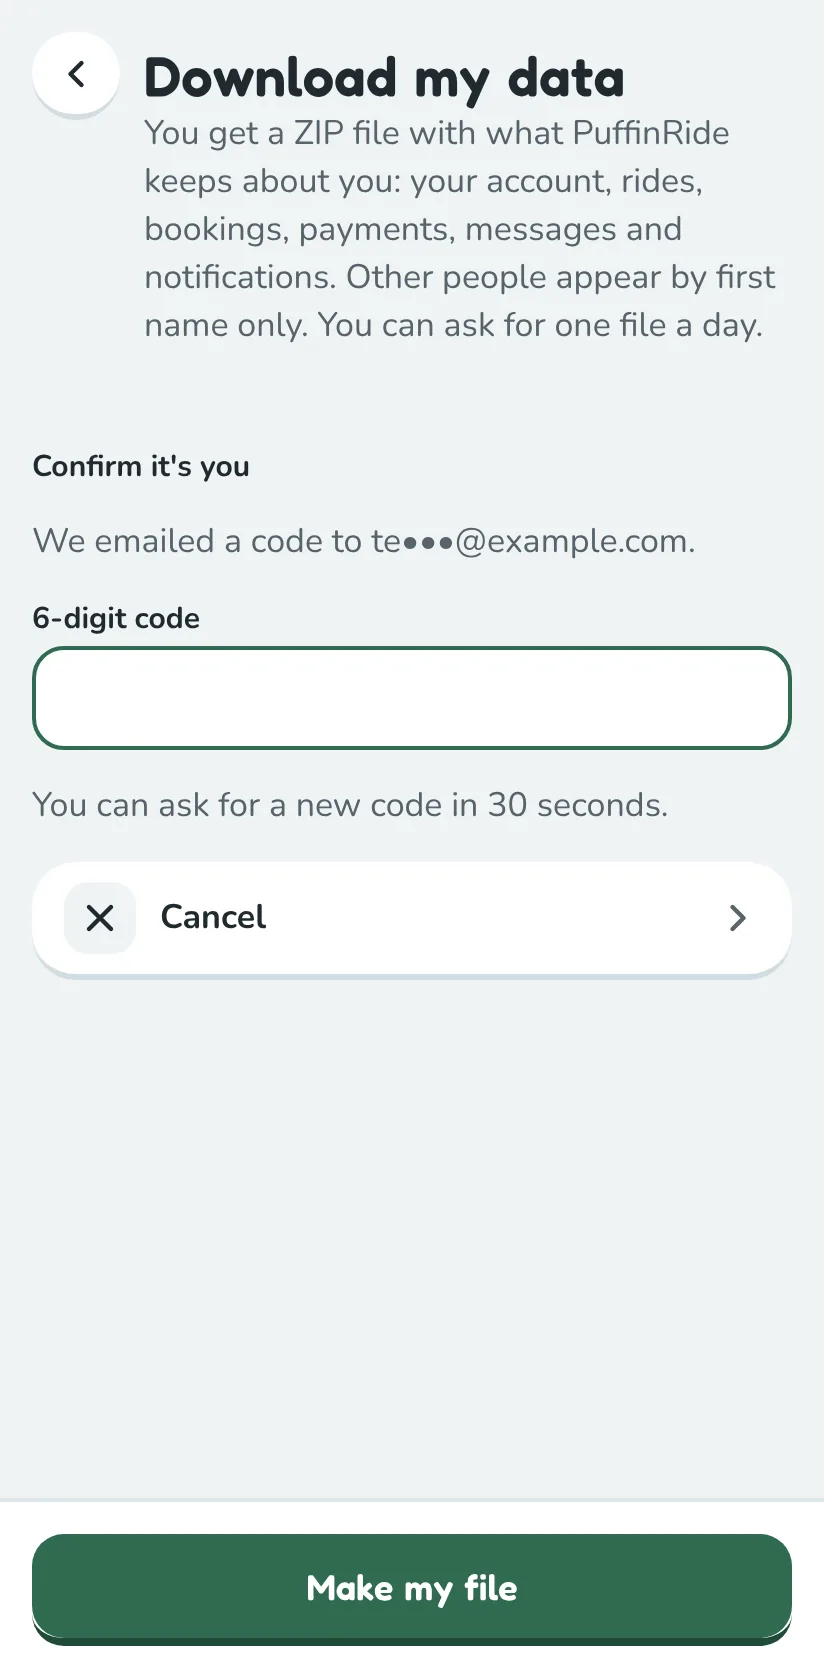 Download my data
You get a ZIP file with what PuffinRide
keeps about you: your account, rides,
bookings, payments, messages and
notifications. Other people appear by first
name only. You can ask for one file a day.
Confirm it's you
We emailed a code to te•••@example.com.
6-digit code
You can ask for a new code in 30 seconds.
Cancel
Make my file